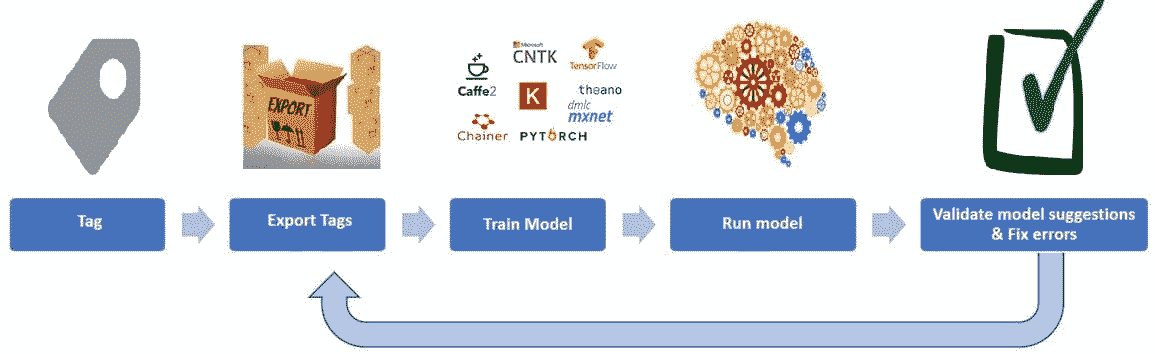 EXPORT
Microsoft
CNTK
TensorFlow
Caffe2
K
theano
dmlc
mxnet
Chainer
PYTORCH
Tag
Export Tags
Train Model
Run model
Validate model suggestions
& Fix errors